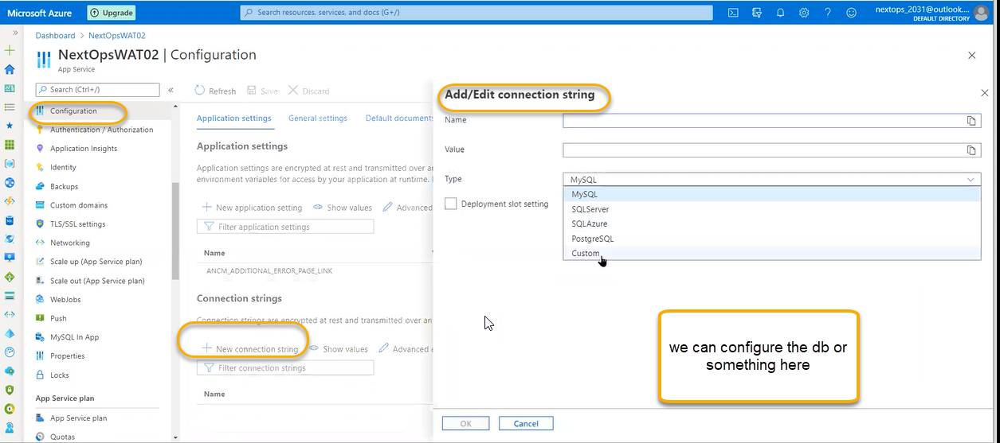 Microsoft Azure
Upgrade
Search resources, services, and docs (G+/)
nextops_2031@outlook....
DEFAULT DIRECTORY
Dashboard > NextOpsWAT02
NextOpsWAT02 | Configuration
App Service
Search (Ctrl+/)
Configuration
Authentication / Authorization
Application Insights
Identity
Backups
Custom domains
TLS/SSL settings
Networking
Scale up (App Service plan)
Scale out (App Service plan)
WebJobs
Push
MySQL In App
Properties
Locks
App Service plan
App Service plan
Quotas
Refresh
Save
Discard
Application settings
General settings
Default documents
Application settings
Application settings are encrypted at rest and transmitted over an
environment variables for access by your application at runtime.
New application setting
Show values
Advanced
Filter application settings
Name
ANCM_ADDITIONAL_ERROR_PAGE_LINK
Connection strings
Connection strings are encrypted at rest and transmitted over an
New connection string
Show values
Advanced e
Filter connection strings
Name
Add/Edit connection string
Name
Value
Type
MySQL
MySQL
SQLServer
SQLAzure
PostgreSQL
Custom
Deployment slot setting
we can configure the db or
something here
OK
Cancel